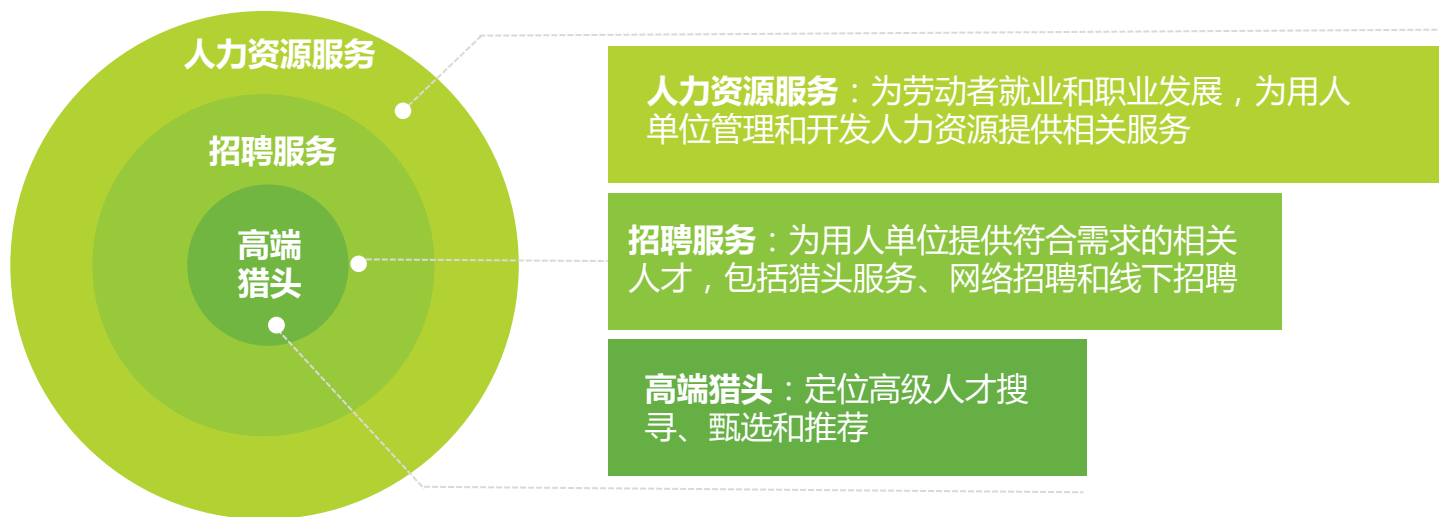 人力资源服务
招聘服务
高端
猎头
人力资源服务：为劳动者就业和职业发展，为用人
单位管理和开发人力资源提供相关服务
招聘服务：为用人单位提供符合需求的相关
人才，包括猎头服务、网络招聘和线下招聘
高端猎头：定位高级人才搜
寻、甄选和推荐